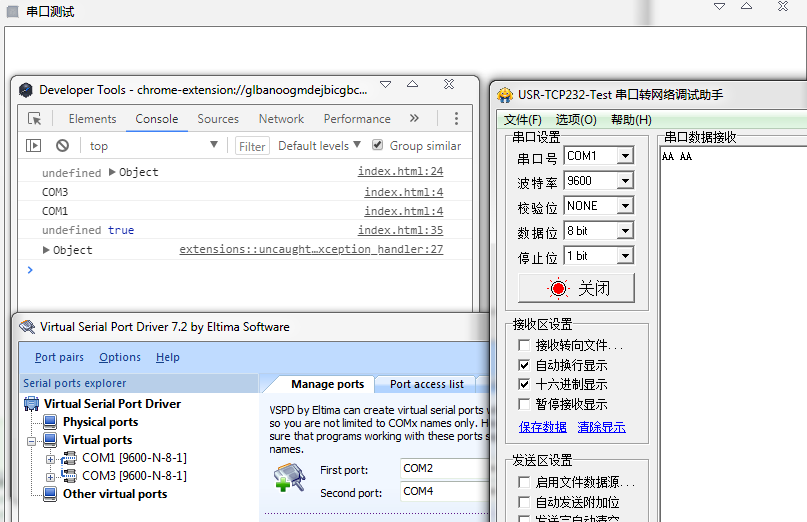 串口测试
Developer Tools - chrome-extension://glbanoogmdejbicgbc...
Elements Console Sources Network Performance »
top Filter Default levels Group similar
undefined Object index.html:24
COM3 index.html:4
COM1 index.html:4
undefined true index.html:35
Object extensions::uncaught…xception_handler:27
Virtual Serial Port Driver 7.2 by Eltima Software
Port pairs Options Help
Serial ports explorer
Virtual Serial Port Driver
Physical ports
Virtual ports
COM1 [9600-N-8-1]
COM3 [9600-N-8-1]
Other virtual ports
Manage ports Port access list
VSPD by Eltima can create virtual serial ports
so you are not limited to COMx names only.
sure that programs working with these ports
names.
First port: COM2
Second port: COM4
USR-TCP232-Test 串口转网络调试助手
文件(F) 选项(O) 帮助(H)
串口设置
串口号 COM1
波特率 9600
校验位 NONE
数据位 8 bit
停止位 1 bit
关闭
接收区设置
接收转向文件...
自动换行显示
十六进制显示
暂停接收显示
保存数据 清除显示
发送区设置
启用文件数据源...
自动发送附加位
发送完自动清空
串口数据接收
AA AA